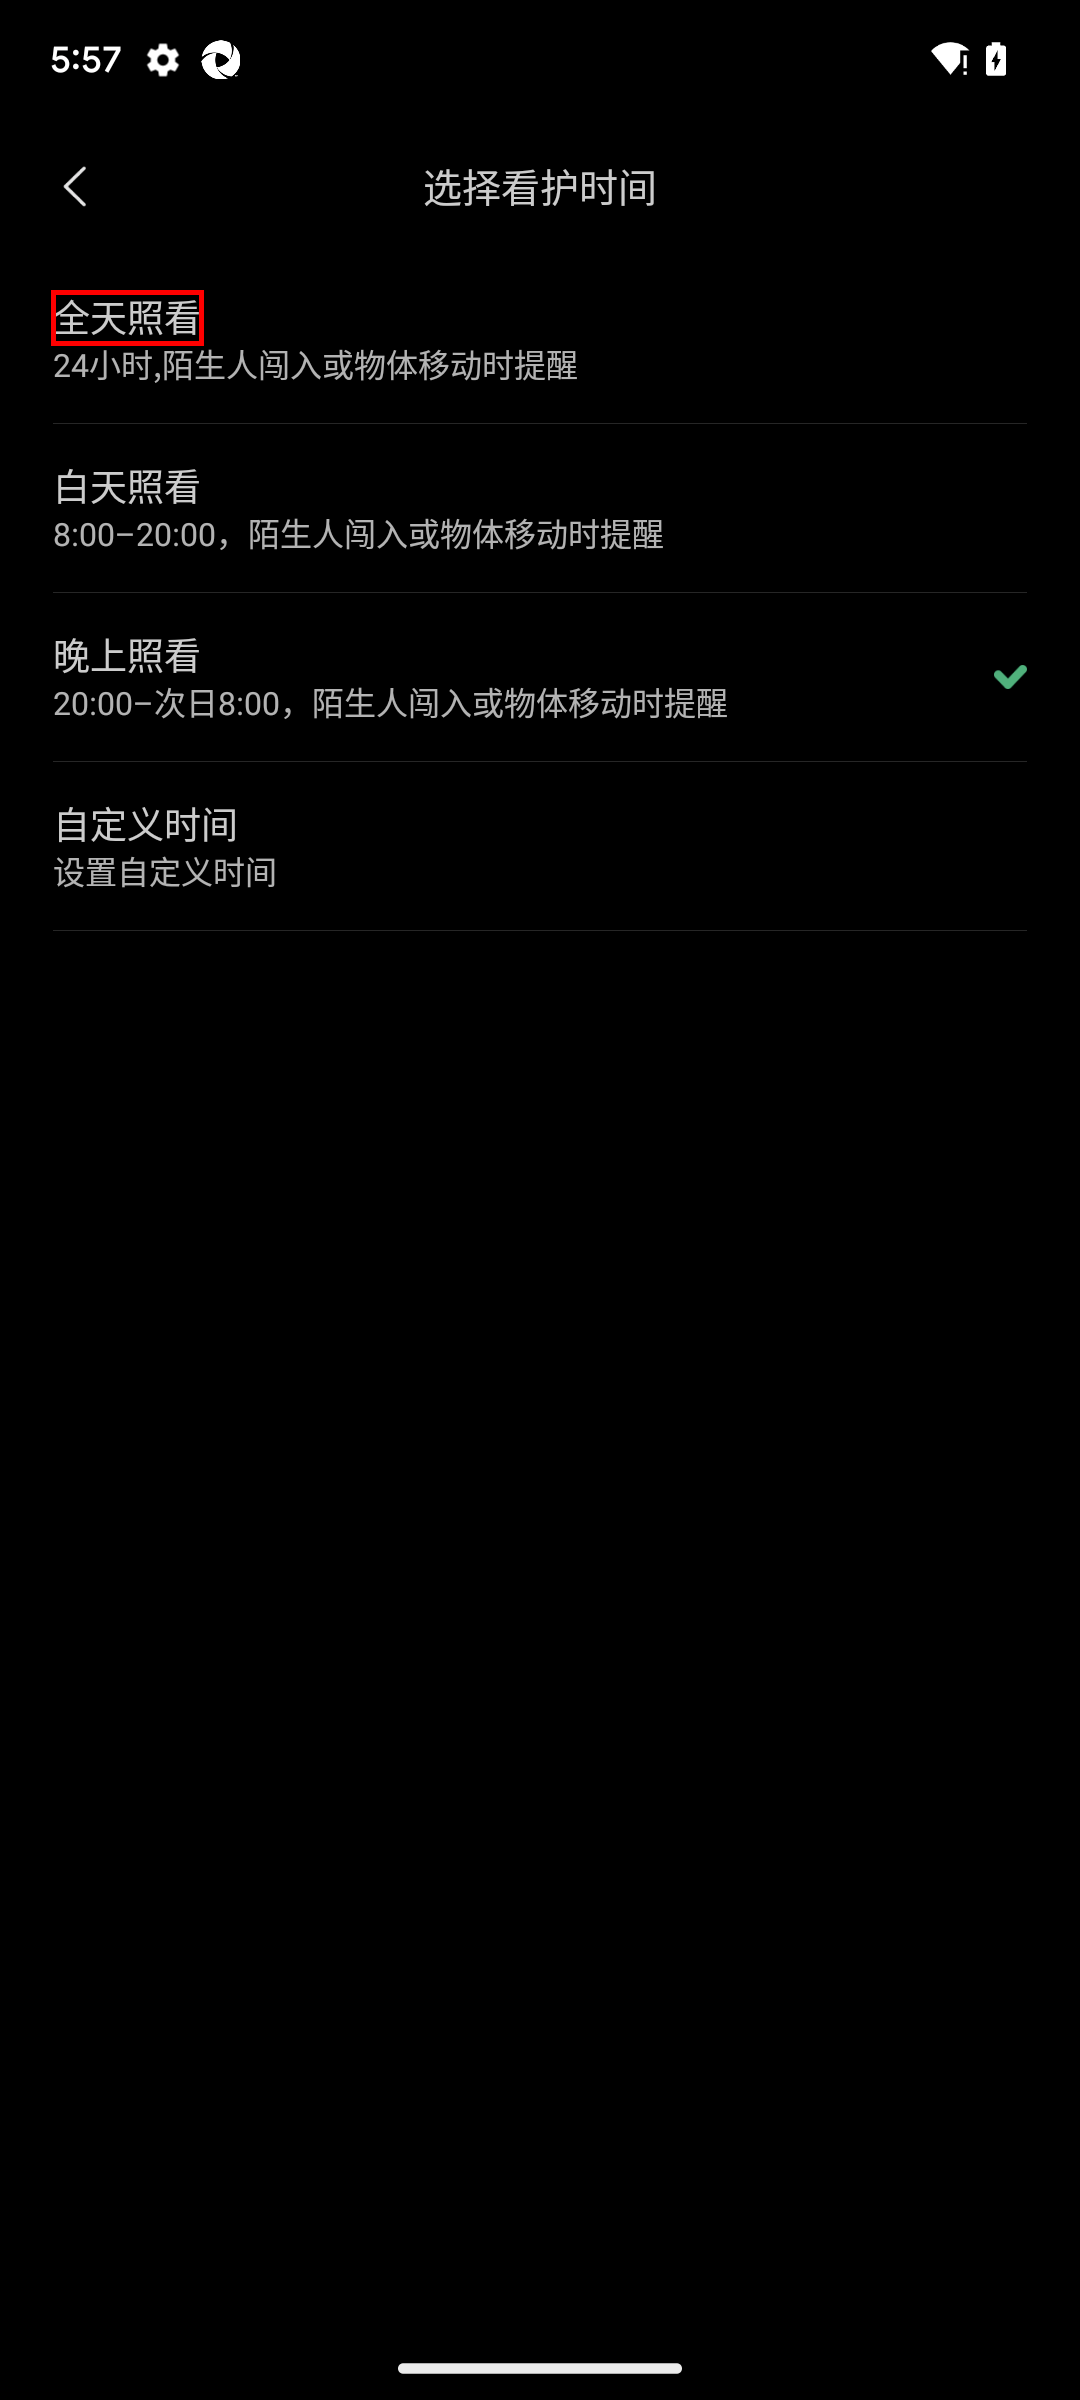 5:57
选择看护时间
全天照看
24小时,陌生人闯入或物体移动时提醒
白天照看
8:00–20:00，陌生人闯入或物体移动时提醒
晚上照看
20:00–次日8:00，陌生人闯入或物体移动时提醒
自定义时间
设置自定义时间